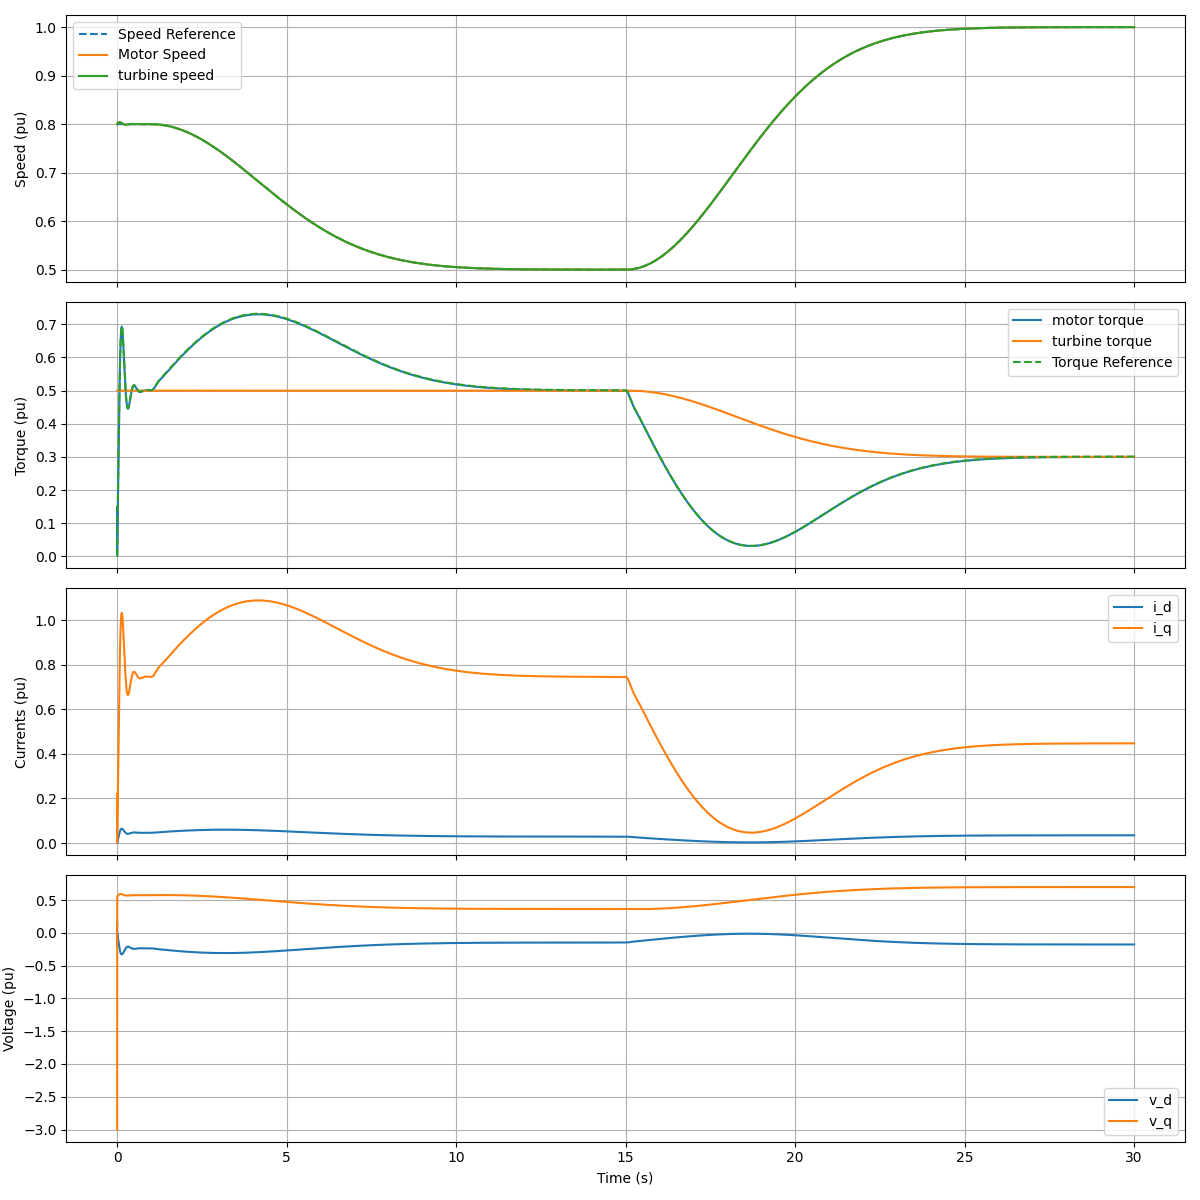 1.0
0.9
0.8
0.7
0.6
0.5
Speed (pu)
Speed Reference
Motor Speed
turbine speed
0.7
0.6
0.5
0.4
0.3
0.2
0.1
0.0
Torque (pu)
motor torque
turbine torque
Torque Reference
1.0
0.8
0.6
0.4
0.2
0.0
Currents (pu)
i_d
i_q
0.5
0.0
−0.5
−1.0
−1.5
−2.0
−2.5
−3.0
Voltage (pu)
v_d
v_q
0 5 10 15 20 25 30
Time (s)